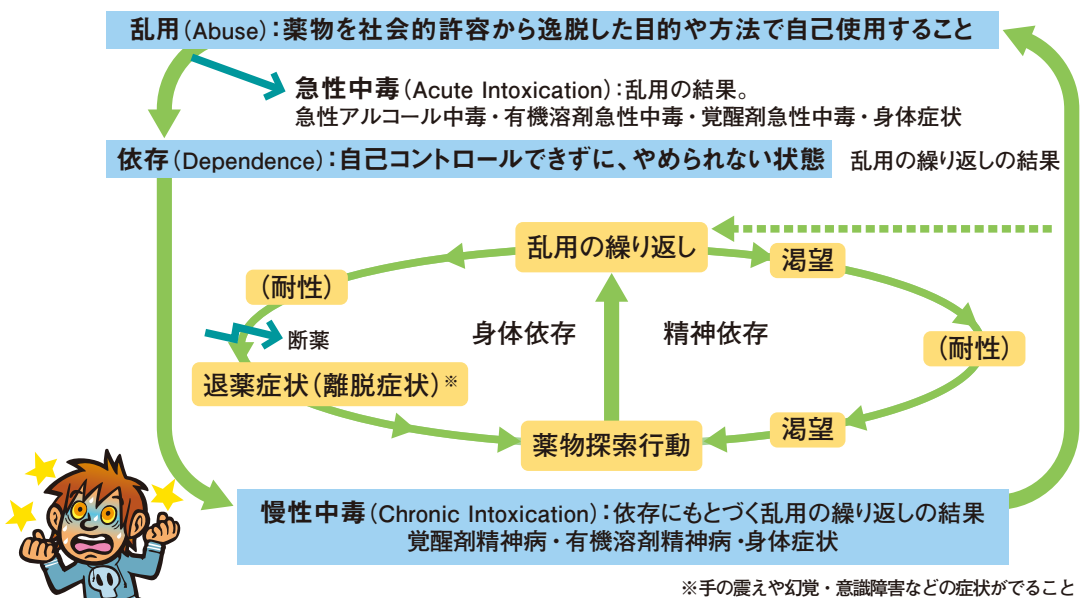 乱用(Abuse):薬物を社会的許容から逸脱した目的や方法で自己使用すること
急性中毒(Acute Intoxication):乱用の結果。
急性アルコール中毒・有機溶剤急性中毒・覚醒剤急性中毒・身体症状
依存(Dependence):自己コントロールできずに、やめられない状態
乱用の繰り返しの結果
乱用の繰り返し
渇望
(耐性)
断薬
身体依存
精神依存
(耐性)
退薬症状(離脱症状)※
渇望
薬物探索行動
慢性中毒(Chronic Intoxication):依存にもとづく乱用の繰り返しの結果
覚醒剤精神病・有機溶剤精神病・身体症状
※手の震えや幻覚・意識障害などの症状がでること